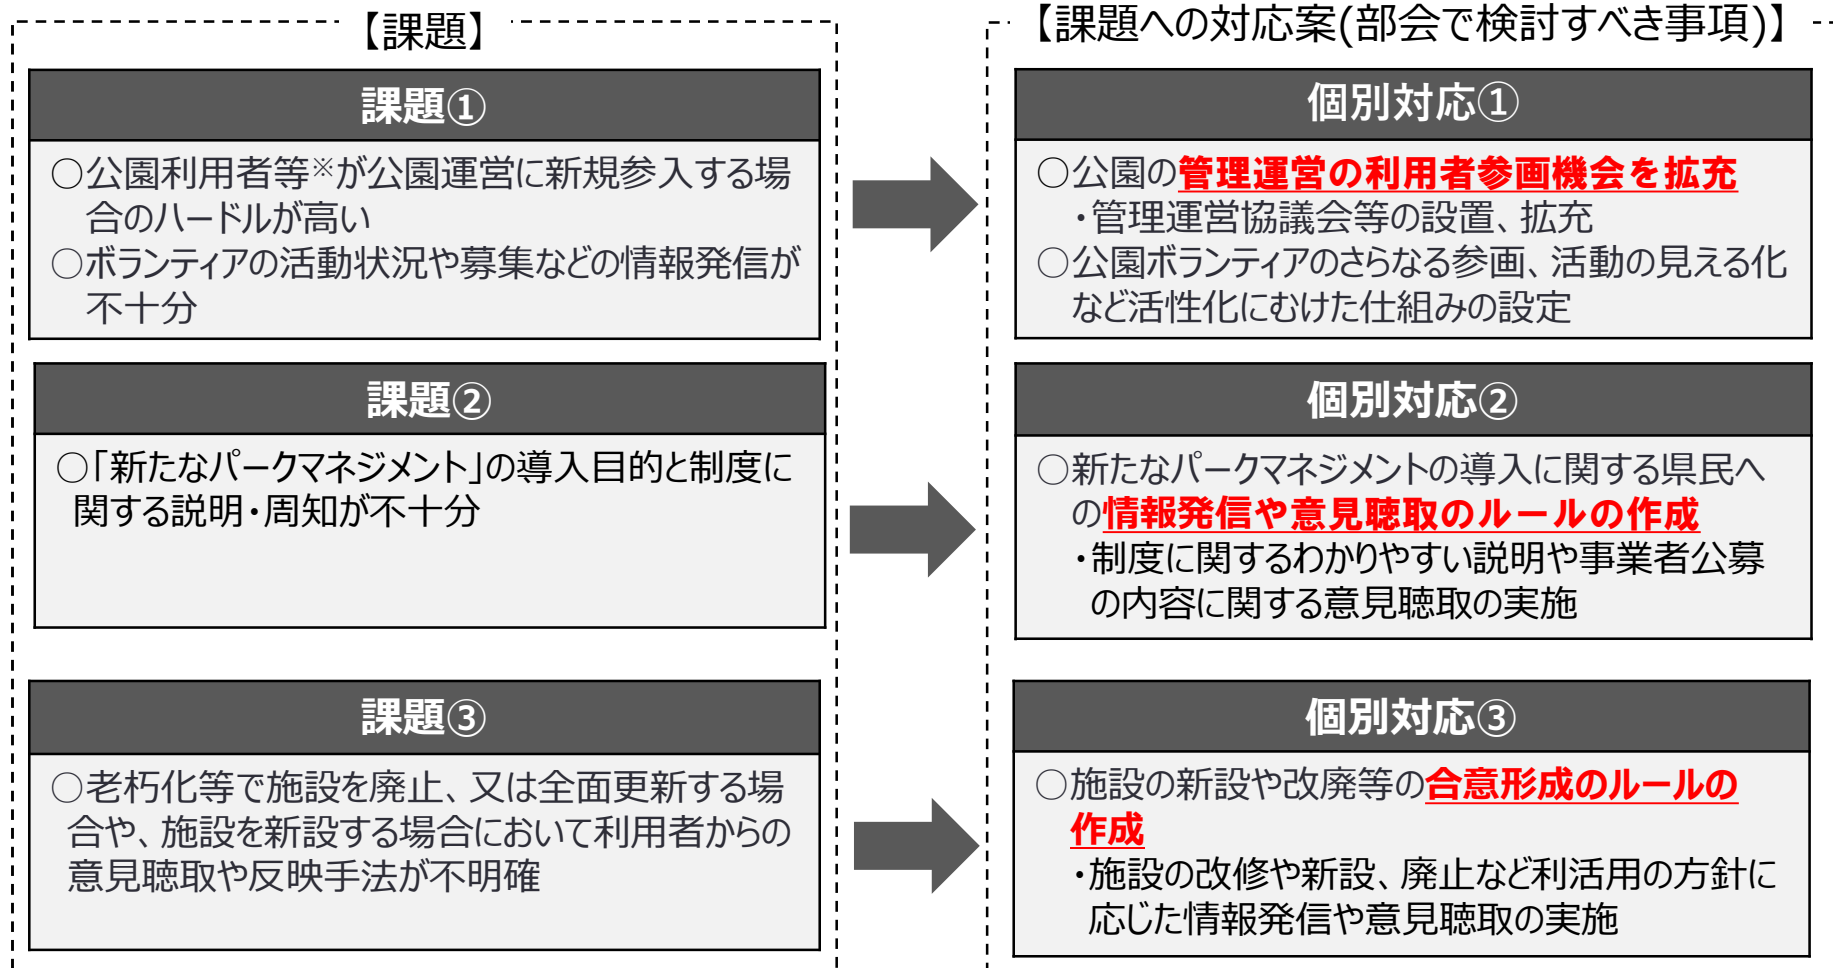 【課題】
課題①
○公園利用者等※が公園運営に新規参入する場
合のハードルが高い
○ボランティアの活動状況や募集などの情報発信が
不十分
課題②
○「新たなパークマネジメント」の導入目的と制度に
関する説明・周知が不十分
課題③
○老朽化等で施設を廃止、又は全面更新する場
合や、施設を新設する場合において利用者からの
意見聴取や反映手法が不明確
【課題への対応案(部会で検討すべき事項)】
個別対応①
○公園の管理運営の利用者参画機会を拡充
・管理運営協議会等の設置、拡充
○公園ボランティアのさらなる参画、活動の見える化
など活性化にむけた仕組みの設定
個別対応②
○新たなパークマネジメントの導入に関する県民へ
の情報発信や意見聴取のルールの作成
・制度に関するわかりやすい説明や事業者公募
の内容に関する意見聴取の実施
個別対応③
○施設の新設や改廃等の合意形成のルールの
作成
・施設の改修や新設、廃止など利活用の方針に
応じた情報発信や意見聴取の実施